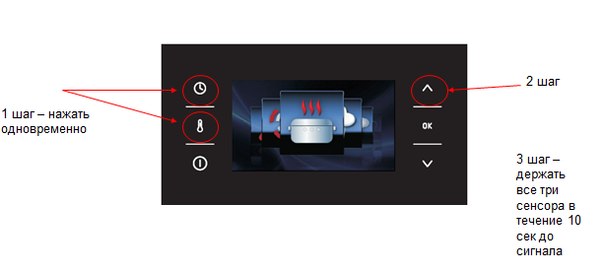 1 шаг – нажать
одновременно
2 шаг
OK
3 шаг –
держать
все три
сенсора в
течение 10
сек до
сигнала